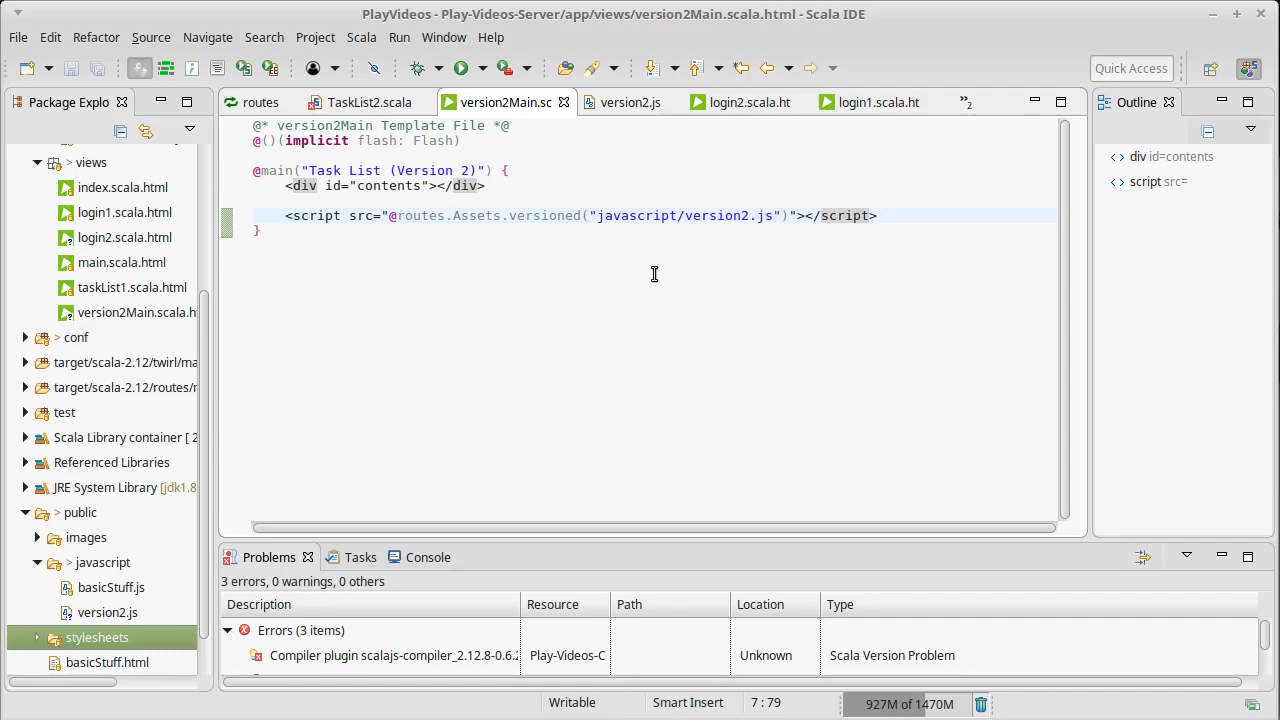 PlayVideos - Play-Videos-Server/app/views/version2Main.scala.html - Scala IDE
File Edit Refactor Source Navigate Search Project Scala Run Window Help
Quick Access
Package Explo
routes
TaskList2.scala
version2Main.sc
version2.js
login2.scala.ht
login1.scala.ht
»2
Outline
> views
index.scala.html
login1.scala.html
login2.scala.html
main.scala.html
taskList1.scala.html
version2Main.scala.h
> conf
target/scala-2.12/twirl/ma
target/scala-2.12/routes/r
test
Scala Library container [ 2
Referenced Libraries
JRE System Library [jdk1.8
> public
images
> javascript
basicStuff.js
version2.js
stylesheets
basicStuff.html
@* version2Main Template File *@
@()(implicit flash: Flash)
@main("Task List (Version 2)") {
<div id="contents"></div>
<script src="@routes.Assets.versioned("javascript/version2.js")"></script>
}
<> div id=contents
<> script src=
Problems
Tasks
Console
3 errors, 0 warnings, 0 others
Description Resource Path Location Type
Errors (3 items)
Compiler plugin scalajs-compiler_2.12.8-0.6.2 Play-Videos-C Unknown Scala Version Problem
Writable Smart Insert 7 : 79 927M of 1470M